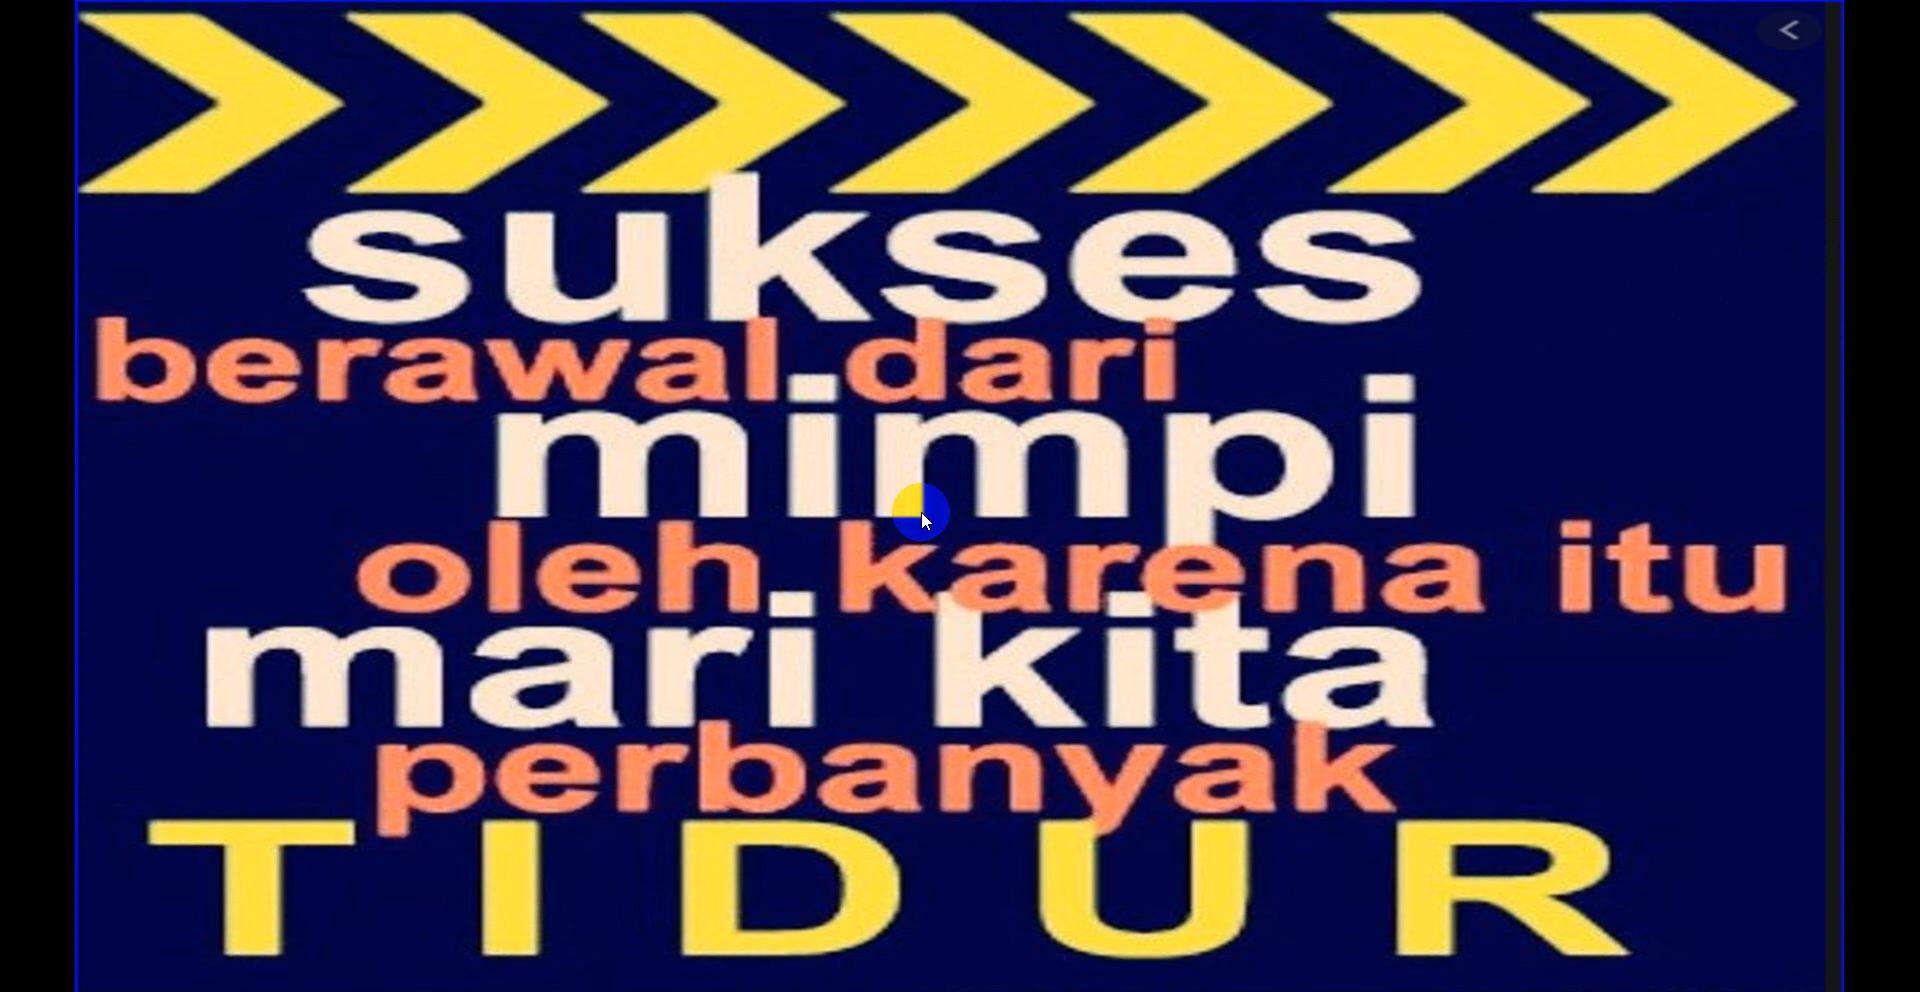 sukses
berawal dari
mimpi
oleh karena itu
mari kita
perbanyak
TIDUR